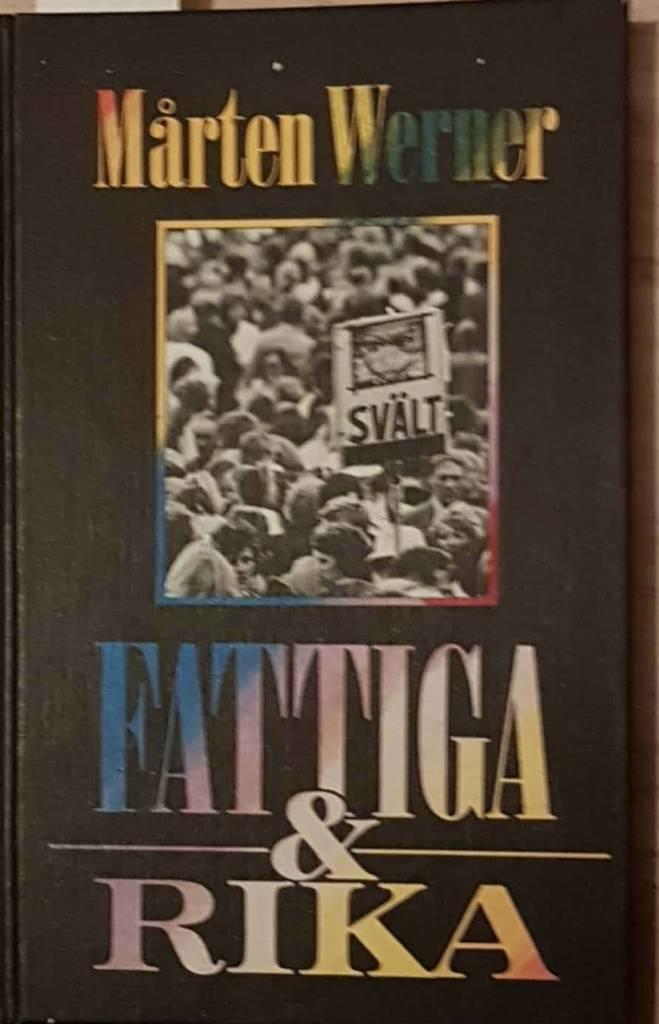 Mårten Werner
SVÄLT
FATTIGA
&
RIKA